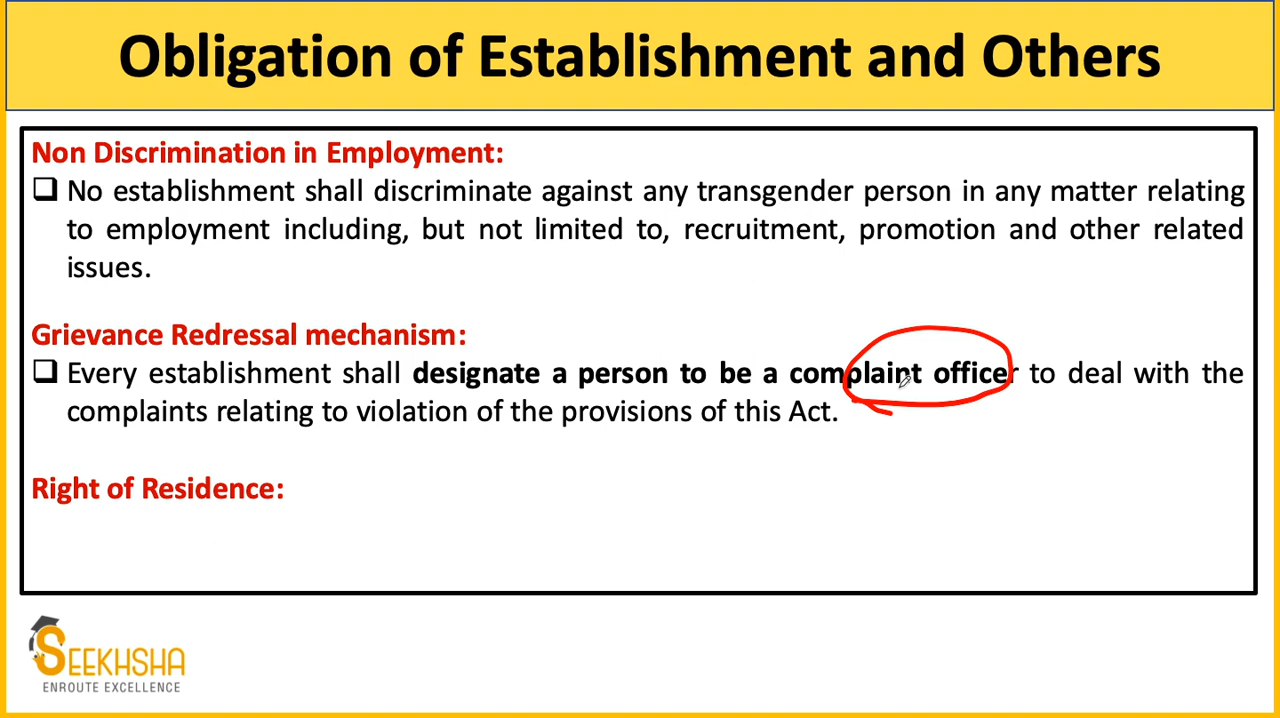 Obligation of Establishment and Others
Non Discrimination in Employment:
No establishment shall discriminate against any transgender person in any matter relating
to employment including, but not limited to, recruitment, promotion and other related
issues.
Grievance Redressal mechanism:
Every establishment shall designate a person to be a complaint officer to deal with the
complaints relating to violation of the provisions of this Act.
Right of Residence:
SEEKHSHA
ENROUTE EXCELLENCE